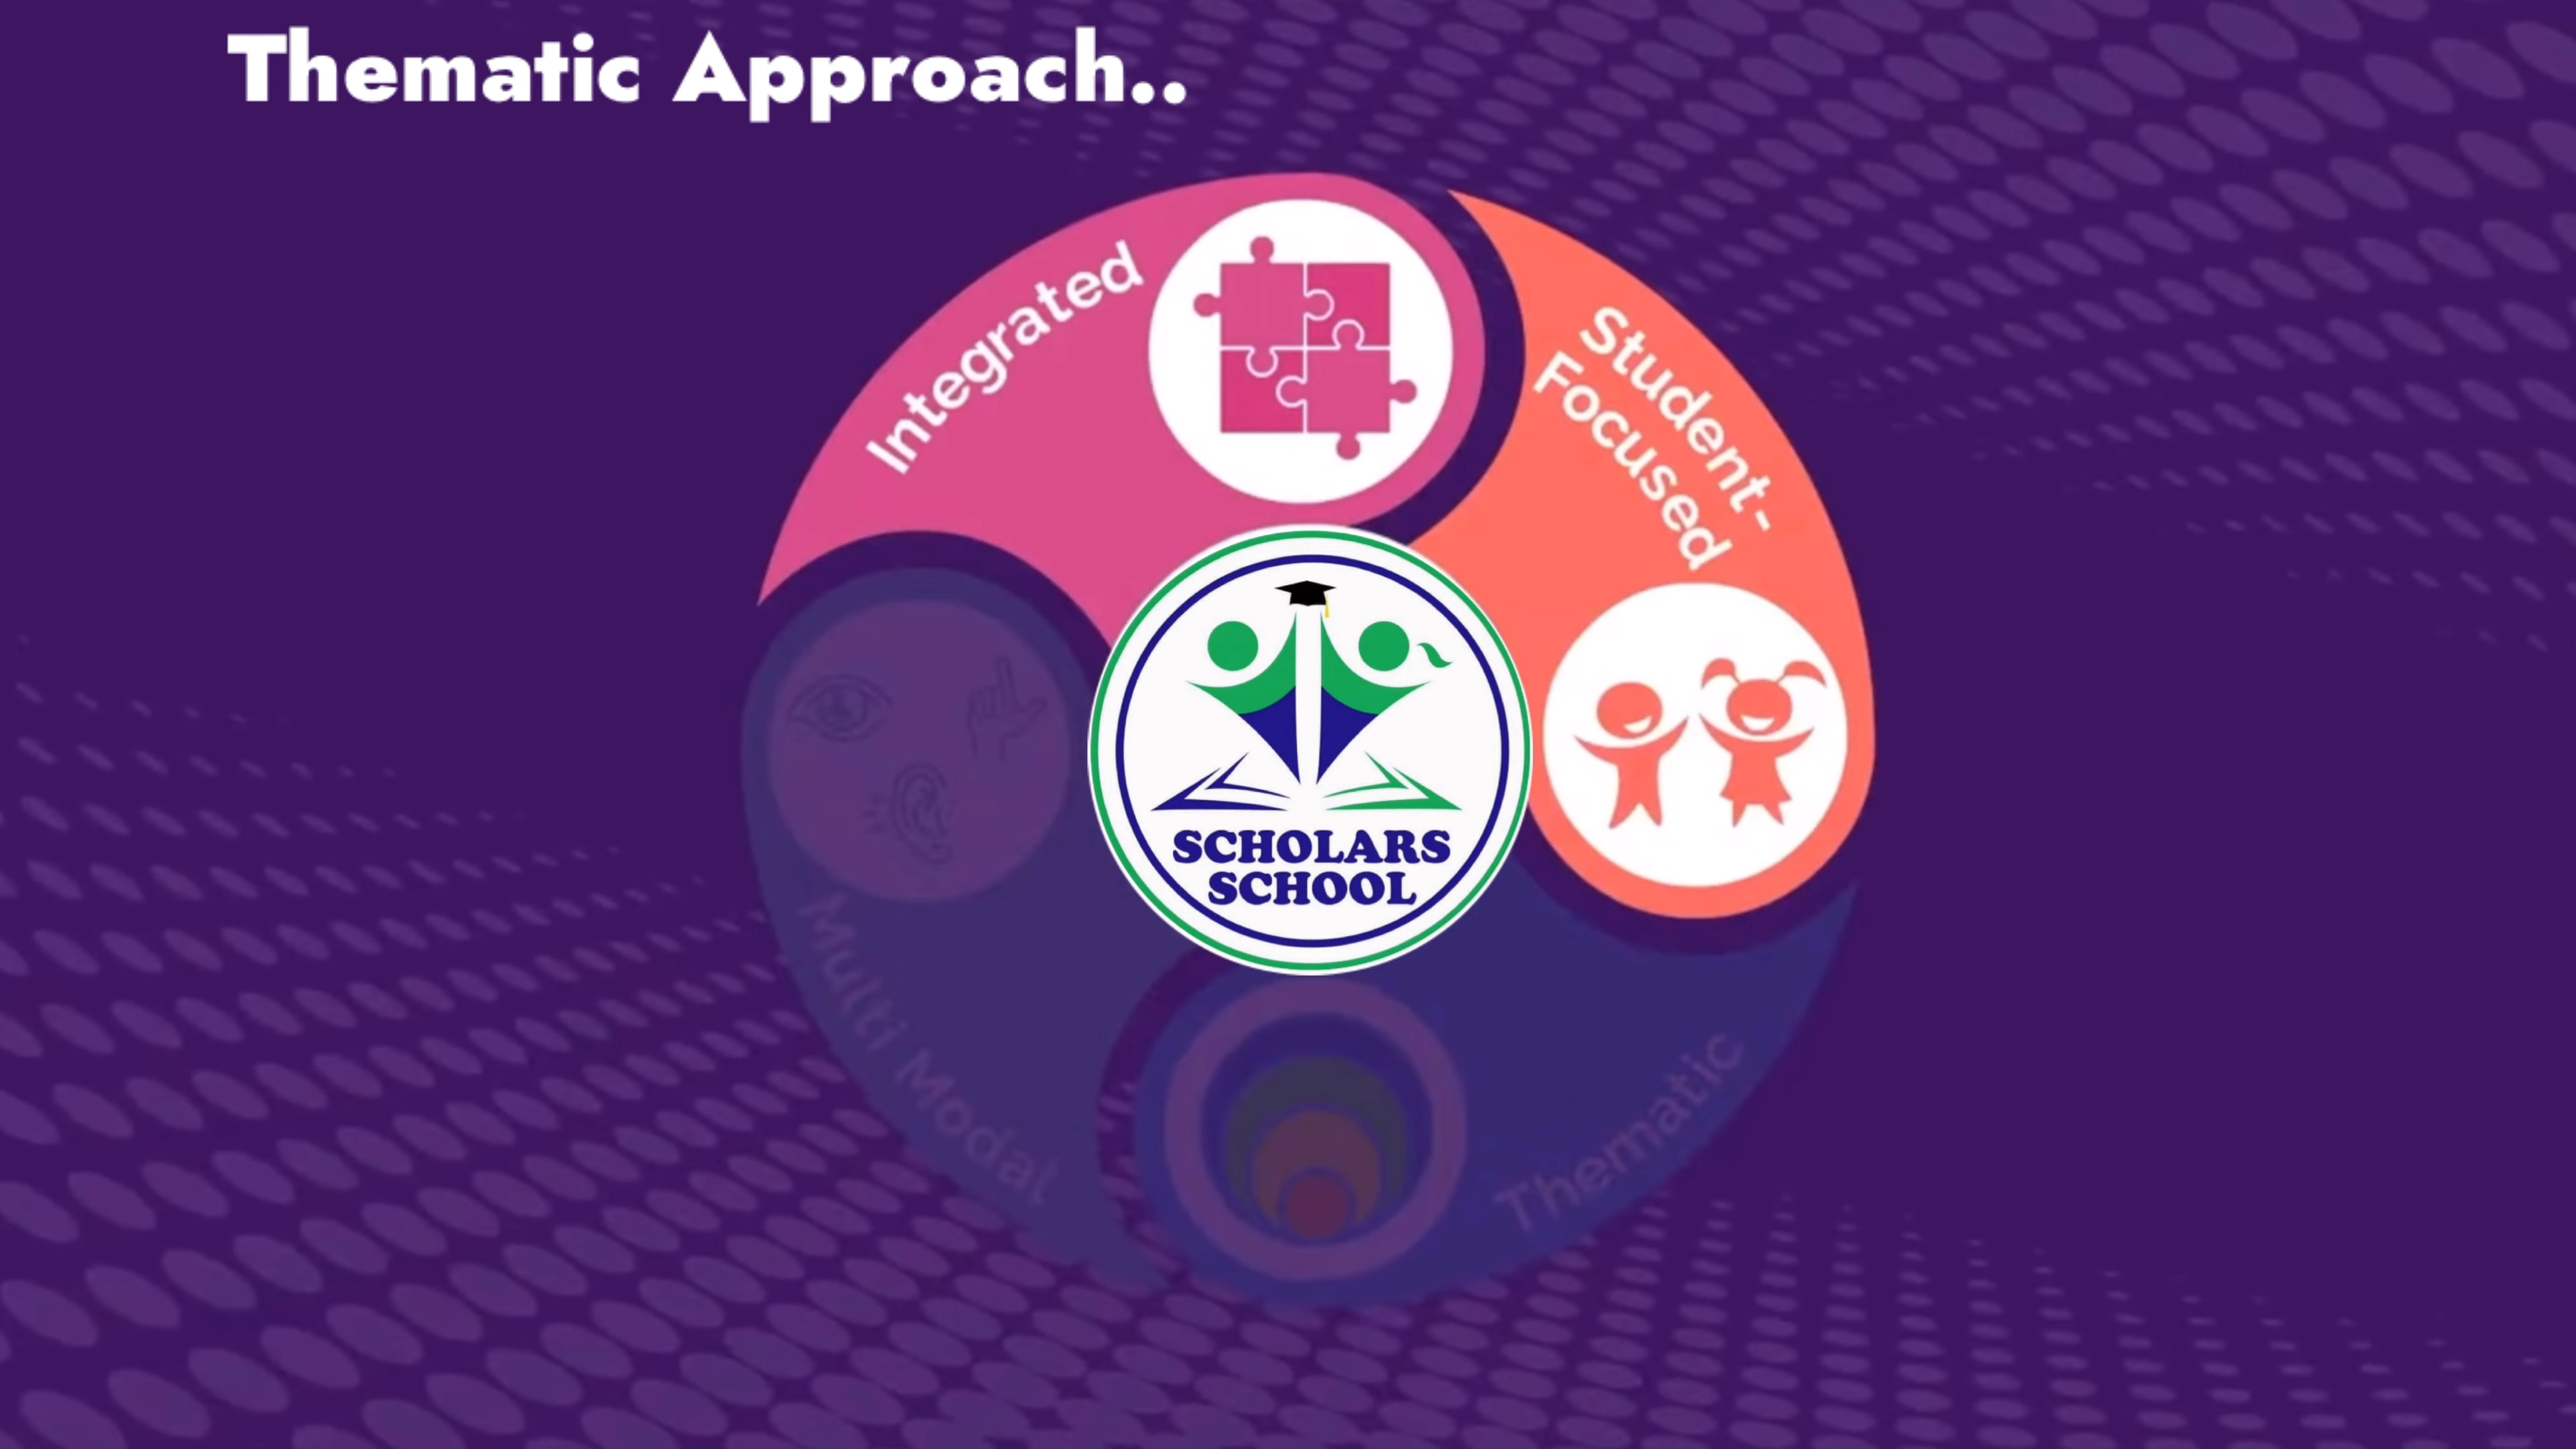 Thematic Approach..
Integrated
Student-
Focused
SCHOLARS
SCHOOL
Multi Modal
Thematic